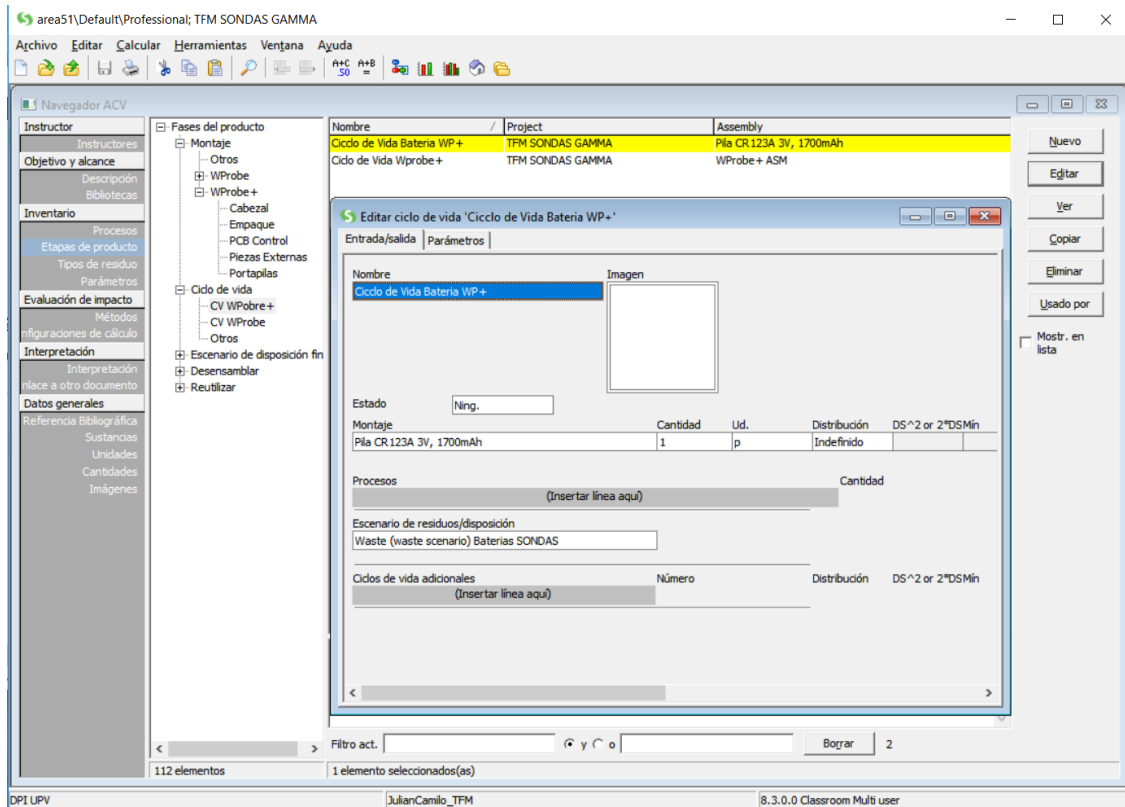 area51\Default\Professional; TFM SONDAS GAMMA
Archivo Editar Calcular Herramientas Ventana Ayuda
A+C .50 A+B =
Navegador ACV
Instructor
Instructores
Objetivo y alcance
Descripción
Bibliotecas
Inventario
Procesos
Etapas de producto
Tipos de residuo
Parámetros
Evaluación de impacto
Métodos
nfiguraciones de cálculo
Interpretación
Interpretación
nlace a otro documento
Datos generales
Referencia Bibliográfica
Sustancias
Unidades
Cantidades
Imágenes
Fases del producto
Montaje
Otros
WProbe
WProbe+
Cabezal
Empaque
PCB Control
Piezas Externas
Portapilas
Ciclo de vida
CV WPobre+
CV WProbe
Otros
Escenario de disposición fin
Desensamblar
Reutilizar
112 elementos
Nombre / Project Assembly
Cicclo de Vida Bateria WP+ TFM SONDAS GAMMA Pila CR123A 3V, 1700mAh
Ciclo de Vida Wprobe+ TFM SONDAS GAMMA WProbe+ ASM
Editar ciclo de vida 'Cicclo de Vida Bateria WP+'
Entrada/salida Parámetros
Nombre Imagen
Cicclo de Vida Bateria WP+
Estado Ning.
Montaje Cantidad Ud. Distribución DS^2 or 2*DSMín
Pila CR123A 3V, 1700mAh 1 p Indefinido
Procesos Cantidad
(Insertar línea aquí)
Escenario de residuos/disposición
Waste (waste scenario) Baterias SONDAS
Ciclos de vida adicionales Número Distribución DS^2 or 2*DSMín
(Insertar línea aquí)
Filtro act. y o Borrar 2
1 elemento seleccionados(as)
Nuevo
Editar
Ver
Copiar
Eliminar
Usado por
Mostr. en
lista
DPI UPV JulianCamilo_TFM 8.3.0.0 Classroom Multi user